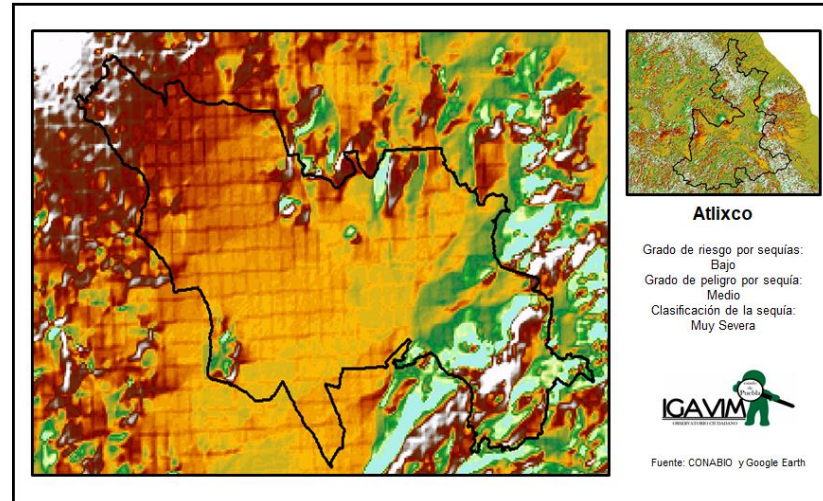 Atlixco
Grado de riesgo por sequías:
Bajo
Grado de peligro por sequía:
Medio
Clasificación de la sequía:
Muy Severa
Puebla
IGAVIM
OBSERVATORIO CIUDADANO
Fuente: CONABIO y Google Earth